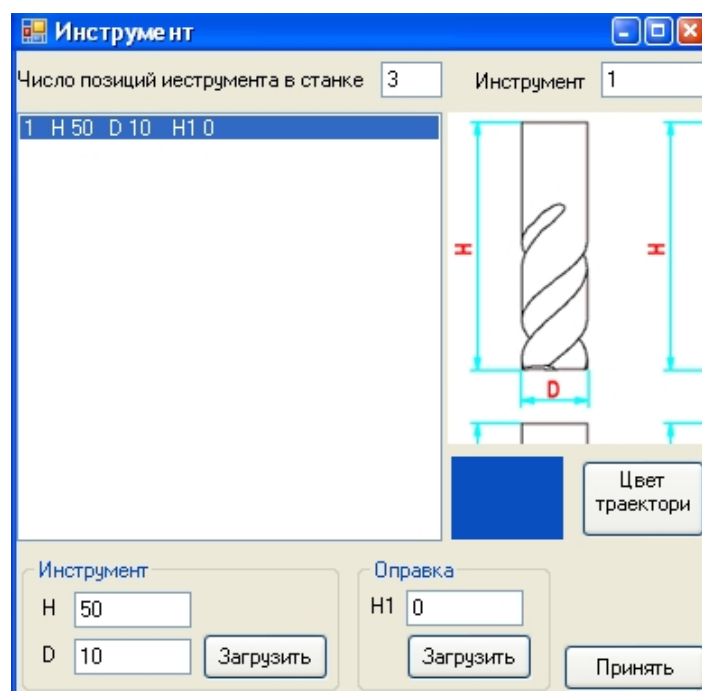 Инструмент
Число позиций иеструмента в станке 3 Инструмент 1
1 H 50 D 10 H1 0
H H
D
Цвет
траектори
Инструмент Оправка
H 50 H1 0
D 10 Загрузить Загрузить
Принять